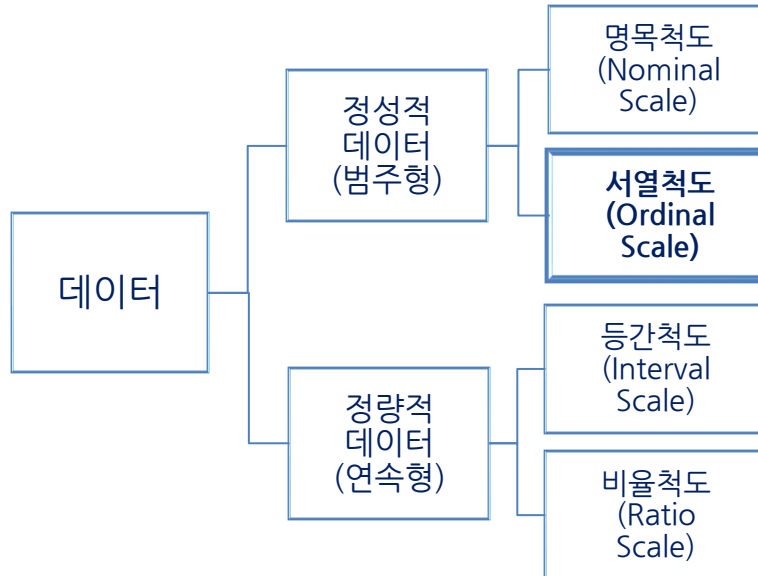 데이터
정성적
데이터
(범주형)
명목척도
(Nominal
Scale)
서열척도
(Ordinal
Scale)
정량적
데이터
(연속형)
등간척도
(Interval
Scale)
비율척도
(Ratio
Scale)